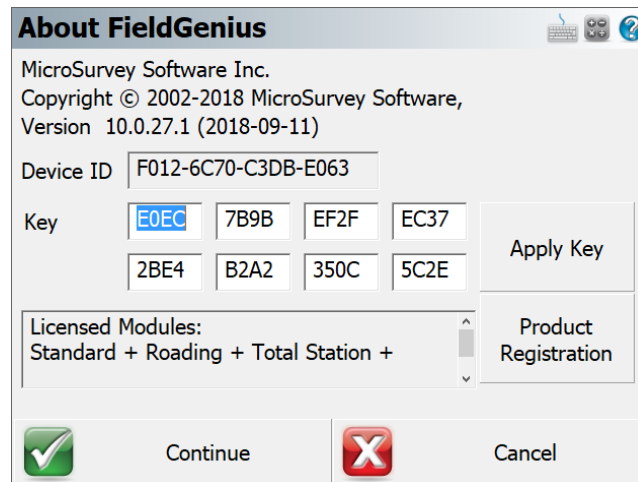 About FieldGenius
MicroSurvey Software Inc.
Copyright © 2002-2018 MicroSurvey Software,
Version 10.0.27.1 (2018-09-11)
Device ID F012-6C70-C3DB-E063
Key E0EC 7B9B EF2F EC37
2BE4 B2A2 350C 5C2E
Apply Key
Licensed Modules:
Standard + Roading + Total Station +
Product
Registration
Continue Cancel